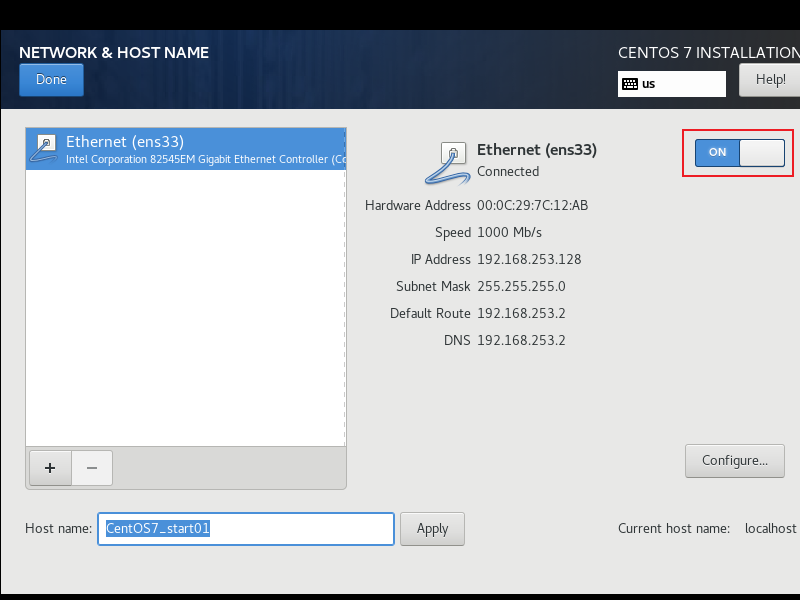 NETWORK & HOST NAME
CENTOS 7 INSTALLATION
Done
us
Help!
Ethernet (ens33)
Intel Corporation 82545EM Gigabit Ethernet Controller (Co
Ethernet (ens33)
Connected
ON
Hardware Address 00:0C:29:7C:12:AB
Speed 1000 Mb/s
IP Address 192.168.253.128
Subnet Mask 255.255.255.0
Default Route 192.168.253.2
DNS 192.168.253.2
+ −
Configure...
Host name: CentOS7_start01 Apply
Current host name: localhost